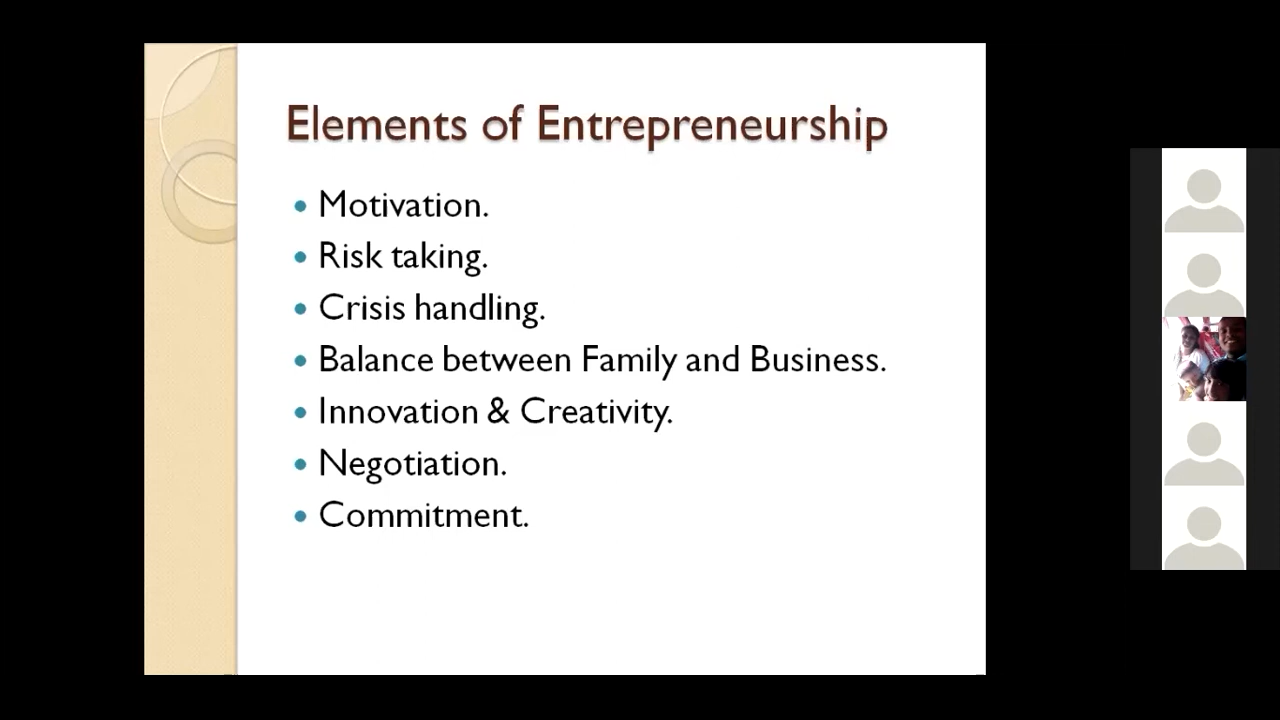 Elements of Entrepreneurship
Motivation.
Risk taking.
Crisis handling.
Balance between Family and Business.
Innovation & Creativity.
Negotiation.
Commitment.